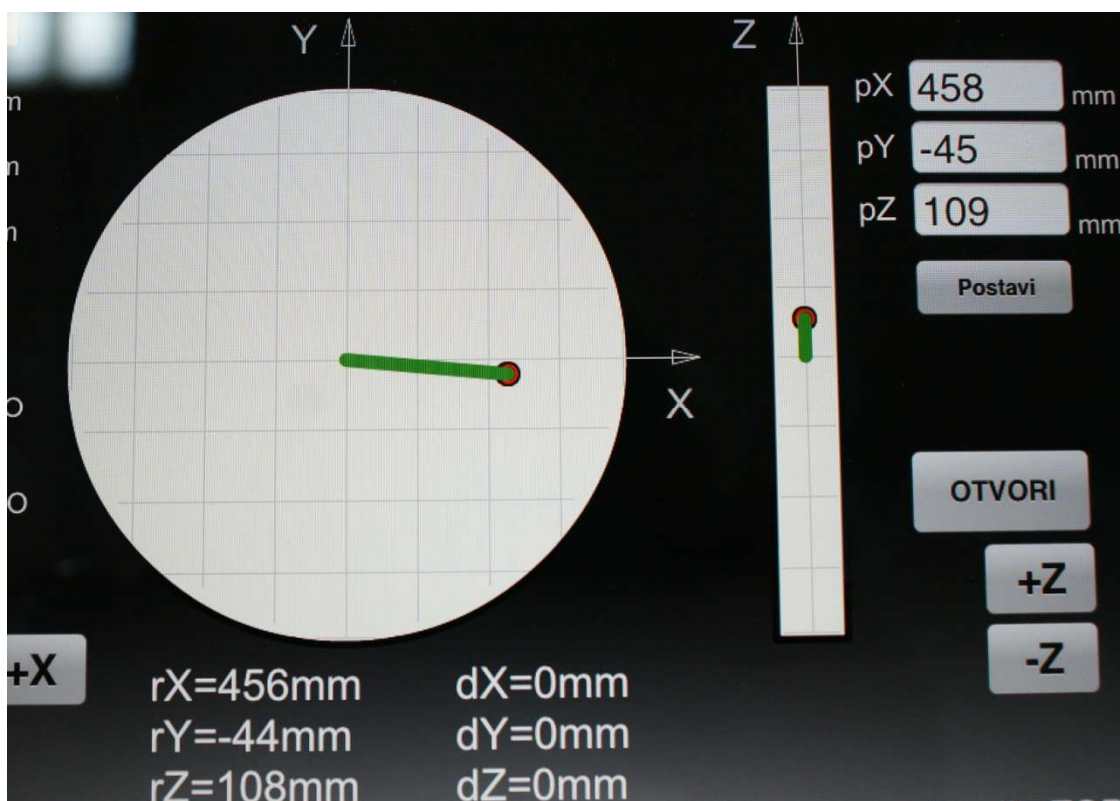 Y
Z
X
pX 458 mm
pY -45 mm
pZ 109 mm
Postavi
OTVORI
+Z
-Z
+X
rX=456mm dX=0mm
rY=-44mm dY=0mm
rZ=108mm dZ=0mm